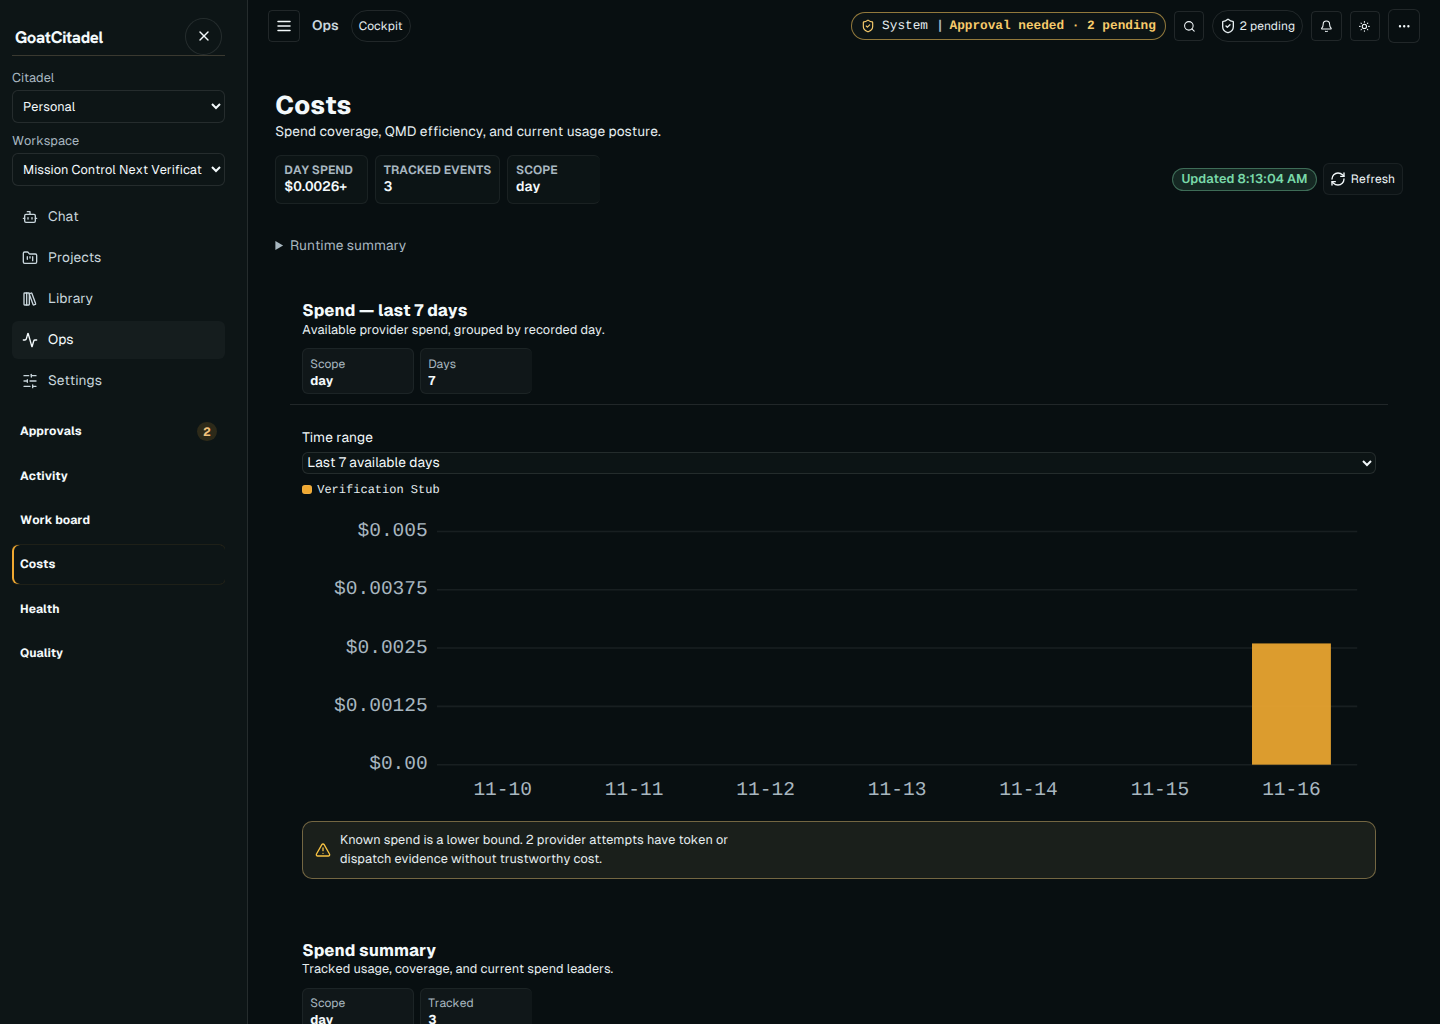 GoatCitadel
Citadel
Personal
Workspace
Mission Control Next Verificat
Chat
Projects
Library
Ops
Settings
Approvals 2
Activity
Work board
Costs
Health
Quality
Ops Cockpit
System | Approval needed · 2 pending
2 pending
Costs
Spend coverage, QMD efficiency, and current usage posture.
DAY SPEND
$0.0026+
TRACKED EVENTS
3
SCOPE
day
Updated 8:13:04 AM
Refresh
Runtime summary
Spend — last 7 days
Available provider spend, grouped by recorded day.
Scope
day
Days
7
Time range
Last 7 available days
Verification Stub
$0.005
$0.00375
$0.0025
$0.00125
$0.00
11-10 11-11 11-12 11-13 11-14 11-15 11-16
Known spend is a lower bound. 2 provider attempts have token or
dispatch evidence without trustworthy cost.
Spend summary
Tracked usage, coverage, and current spend leaders.
Scope
day
Tracked
3